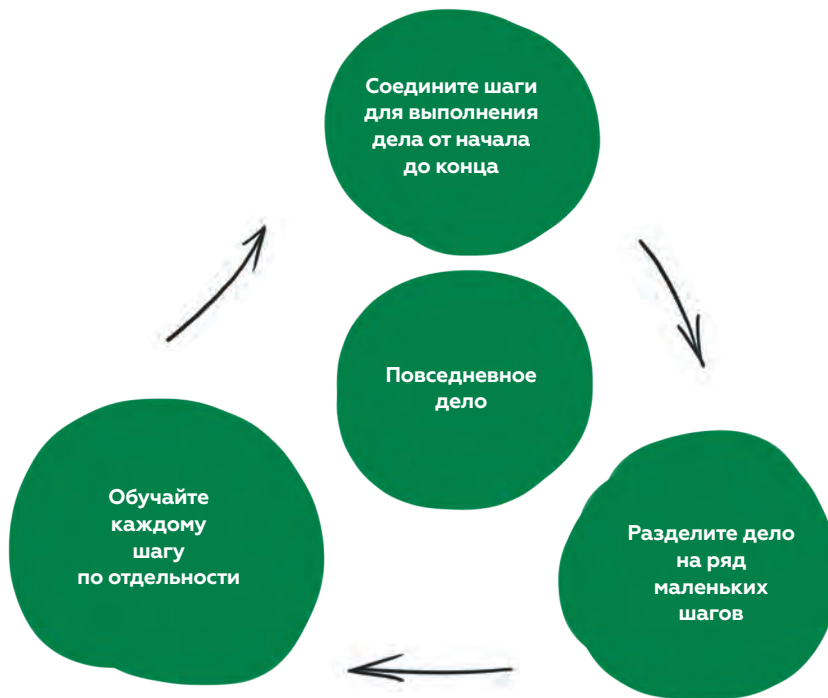 Соедините шаги
для выполнения
дела от начала
до конца
Повседневное
дело
Обучайте
каждому
шагу
по отдельности
Разделите дело
на ряд
маленьких
шагов